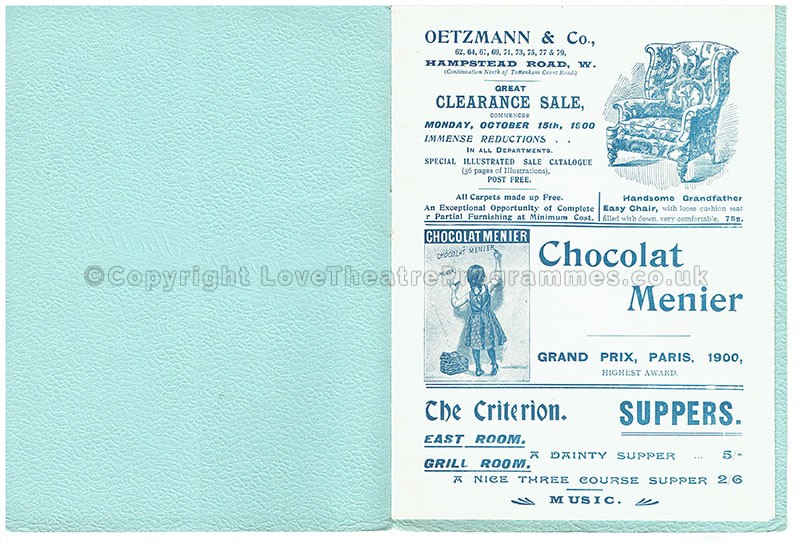 OETZMANN & Co.,
62, 64, 67, 69, 71, 73, 75, 77 & 79,
HAMPSTEAD ROAD, W.
(Continuation North of Tottenham Court Road.)
GREAT
CLEARANCE SALE,
COMMENCES
MONDAY, OCTOBER 15th, 1900
IMMENSE REDUCTIONS . .
IN ALL DEPARTMENTS.
SPECIAL ILLUSTRATED SALE CATALOGUE
(36 pages of Illustrations),
POST FREE.
All Carpets made up Free.
An Exceptional Opportunity of Complete
r Partial Furnishing at Minimum Cost.
Handsome Grandfather
Easy Chair, with loose cushion seat
filled with down, very comfortable. 75s.
CHOCOLAT MENIER
CHOCOLAT MENIER
Chocolat
Menier
GRAND PRIX, PARIS, 1900,
HIGHEST AWARD.
The Criterion. SUPPERS.
EAST ROOM.
A DAINTY SUPPER ... 5/-
GRILL ROOM.
A NICE THREE COURSE SUPPER 2/6
MUSIC.
©Copyright LoveTheatreProgrammes.co.uk